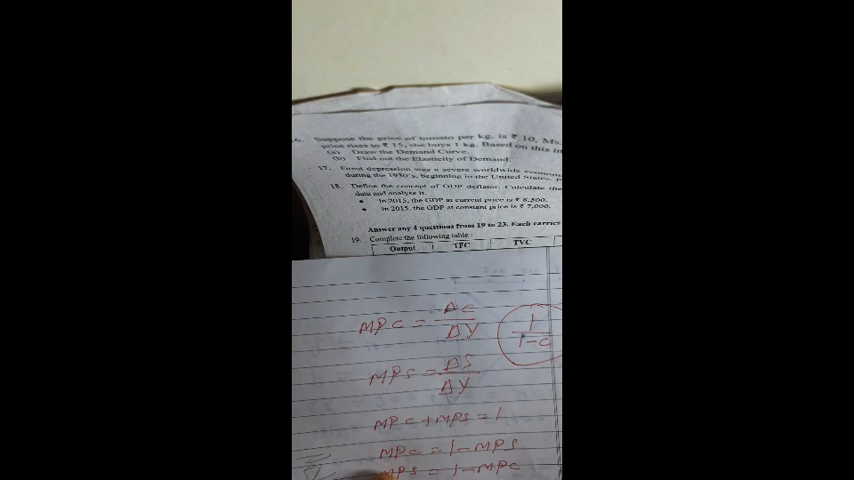 Suppose the price of tomato per kg. is ₹ 10, Ms.
price rises to ₹ 15, she buys 1 kg. Based on this in
(a) Draw the Demand Curve.
(b) Find out the Elasticity of Demand.
17. Great depression was a severe worldwide econom
during the 1930's, beginning in the United States,
18. Define the concept of GDP deflator. Calculate the
data and analyse it.
• In 2015, the GDP at current price is ₹ 8,500.
• In 2015, the GDP at constant price is ₹ 7,000.
Answer any 4 questions from 19 to 23. Each carries
19. Complete the following table :
Output TFC TVC
MPC = ΔC/ΔY
1/1-C
MPS = ΔS/ΔY
MPC + MPS = 1
MPC = 1 - MPS
MPS = 1 - MPC